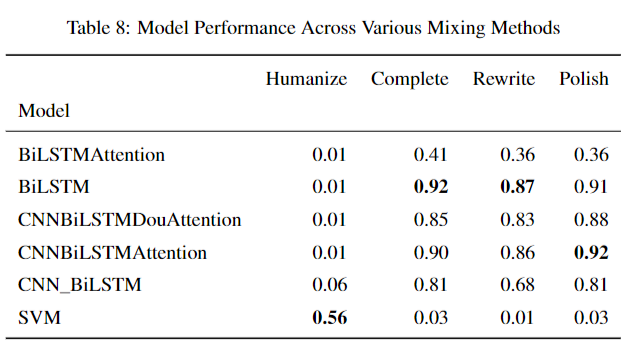 Table 8: Model Performance Across Various Mixing Methods
Humanize Complete Rewrite Polish
Model
BiLSTMAttention 0.01 0.41 0.36 0.36
BiLSTM 0.01 0.92 0.87 0.91
CNNBiLSTMDouAttention 0.01 0.85 0.83 0.88
CNNBiLSTMAttention 0.01 0.90 0.86 0.92
CNN_BiLSTM 0.06 0.81 0.68 0.81
SVM 0.56 0.03 0.01 0.03